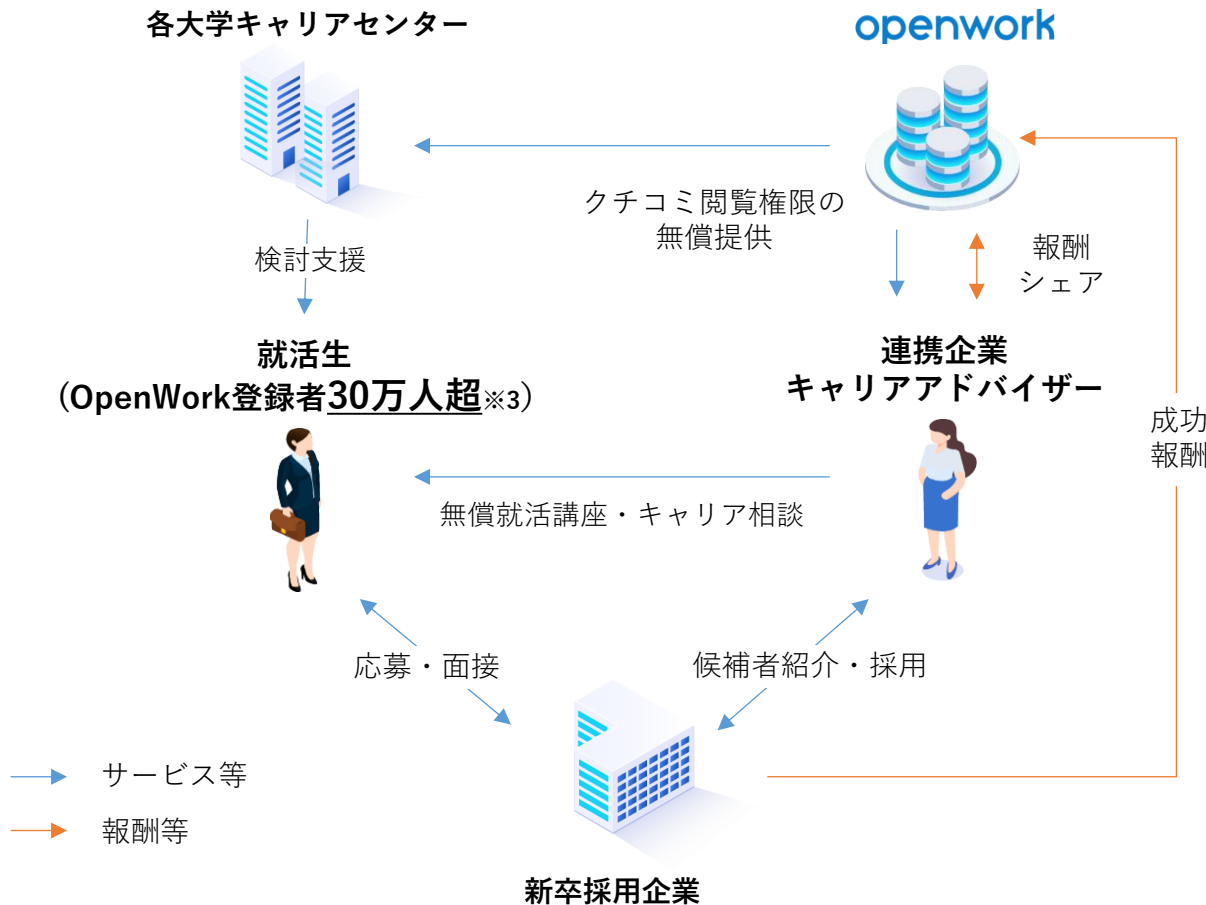 各大学キャリアセンター
openwork
クチコミ閲覧権限の
無償提供
検討支援
報酬
シェア
就活生
（OpenWork登録者30万人超※3）
連携企業
キャリアアドバイザー
成功
報酬
無償就活講座・キャリア相談
応募・面接
候補者紹介・採用
サービス等
報酬等
新卒採用企業